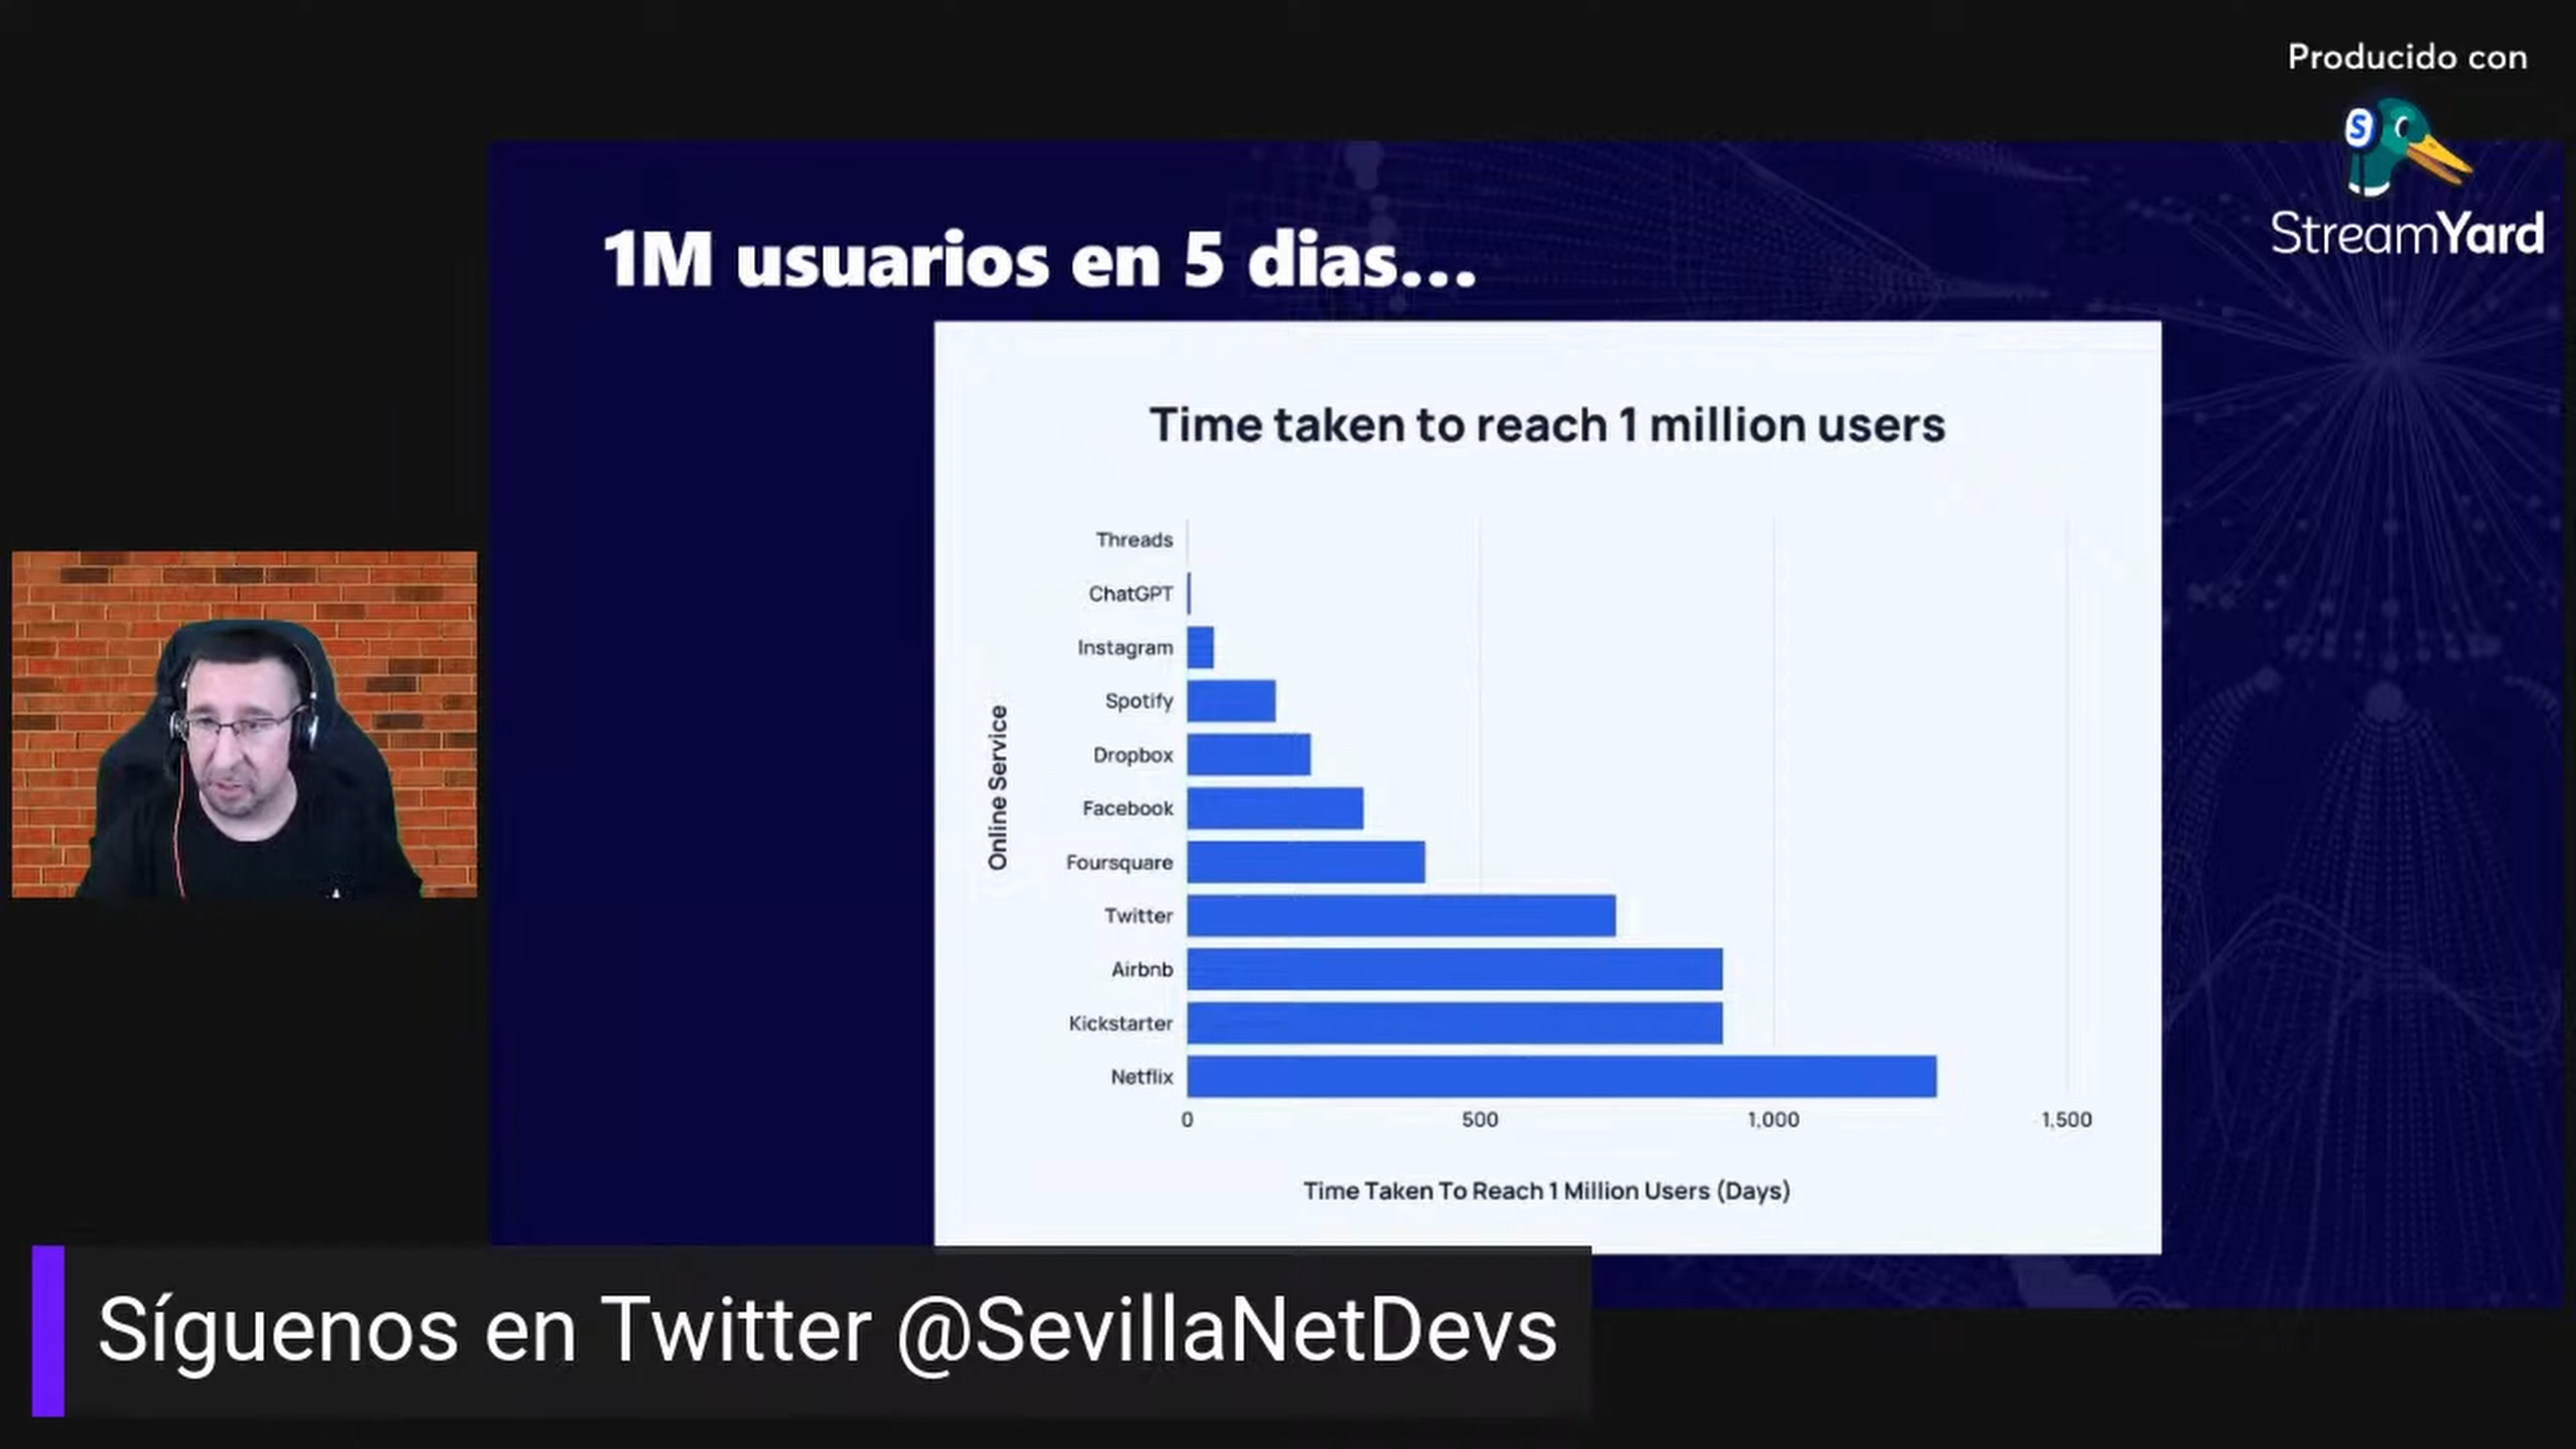 Producido con
S
StreamYard
1M usuarios en 5 dias...
Time taken to reach 1 million users
Online Service
Threads
ChatGPT
Instagram
Spotify
Dropbox
Facebook
Foursquare
Twitter
Airbnb
Kickstarter
Netflix
0 500 1,000 1,500
Time Taken To Reach 1 Million Users (Days)
Síguenos en Twitter @SevillaNetDevs